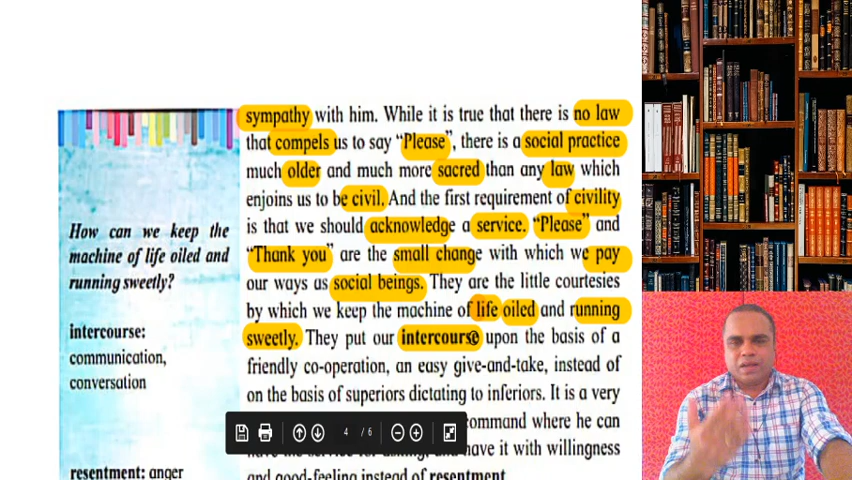 How can we keep the
machine of life oiled and
running sweetly?
intercourse:
communication,
conversation
resentment: anger
sympathy with him. While it is true that there is no law
that compels us to say “Please”, there is a social practice
much older and much more sacred than any law which
enjoins us to be civil. And the first requirement of civility
is that we should acknowledge a service. “Please” and
“Thank you” are the small change with which we pay
our ways as social beings. They are the little courtesies
by which we keep the machine of life oiled and running
sweetly. They put our intercourse upon the basis of a
friendly co-operation, an easy give-and-take, instead of
on the basis of superiors dictating to inferiors. It is a very
command where he can
have it with willingness
and good-feeling instead of resentment.
4 / 6